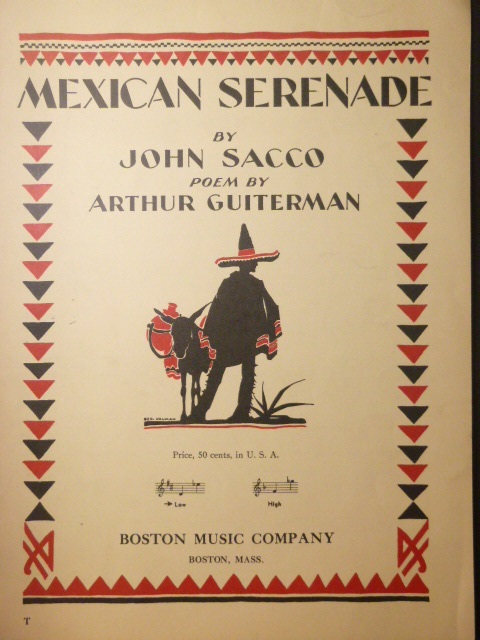 MEXICAN SERENADE
BY
JOHN SACCO
POEM BY
ARTHUR GUITERMAN
Price, 50 cents, in U. S. A.
Low
High
BOSTON MUSIC COMPANY
BOSTON, MASS.
T